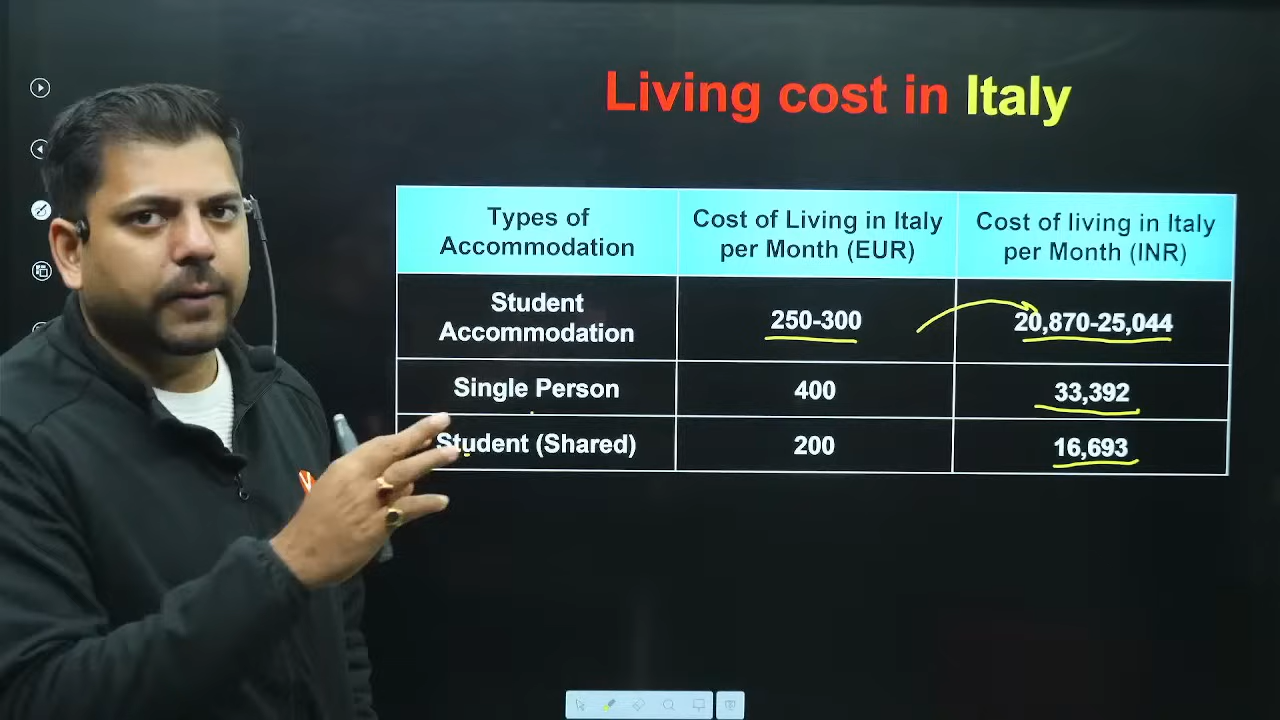 Living cost in Italy
Types of
Accommodation
Cost of Living in Italy
per Month (EUR)
Cost of living in Italy
per Month (INR)
Student
Accommodation
250-300
20,870-25,044
Single Person
400
33,392
Student (Shared)
200
16,693